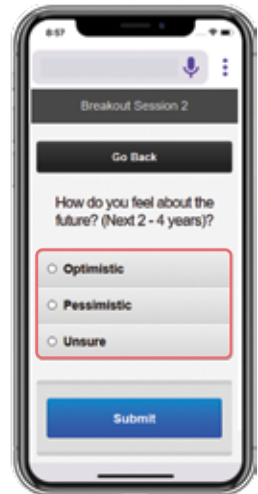 8:57
Breakout Session 2
Go Back
How do you feel about the
future? (Next 2 - 4 years)?
Optimistic
Pessimistic
Unsure
Submit